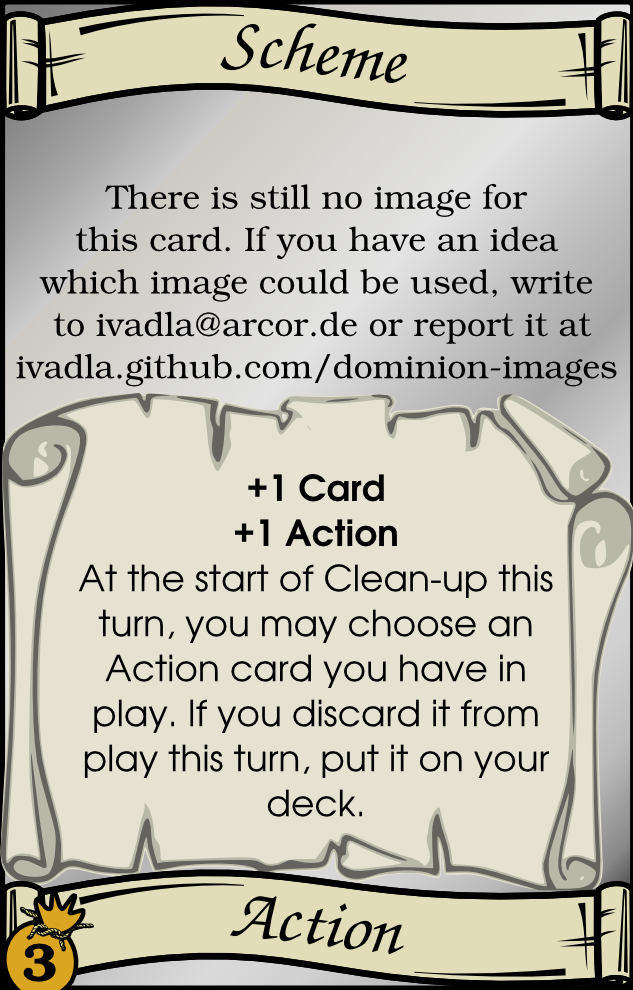 Scheme
There is still no image for
this card. If you have an idea
which image could be used, write
to ivadla@arcor.de or report it at
ivadla.github.com/dominion-images
+1 Card
+1 Action
At the start of Clean-up this
turn, you may choose an
Action card you have in
play. If you discard it from
play this turn, put it on your
deck.
Action
3